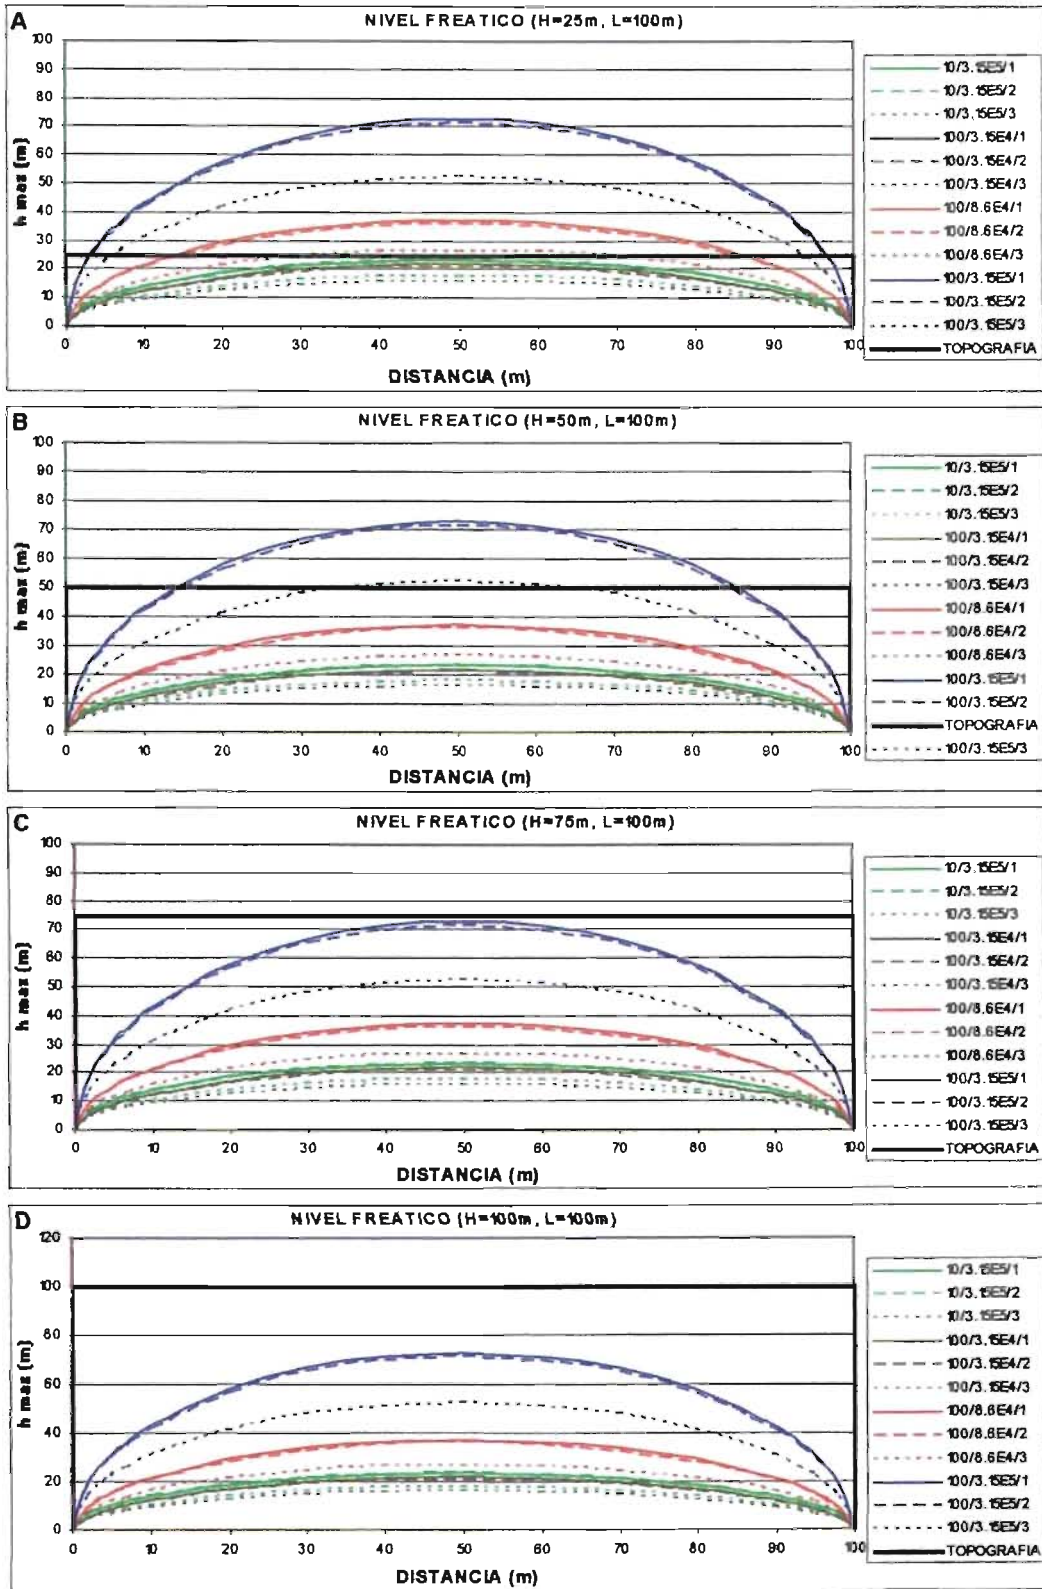 A
NIVEL FREATICO (H=25m, L=100m)
100
90
80
70
60
50
40
30
20
10
0
h max (m)
0 10 20 30 40 50 60 70 80 90 100
DISTANCIA (m)
10/3.15E5/1
10/3.15E5/2
10/3.15E5/3
100/3.15E4/1
100/3.15E4/2
100/3.15E4/3
100/8.6E4/1
100/8.6E4/2
100/8.6E4/3
100/3.15E5/1
100/3.15E5/2
100/3.15E5/3
TOPOGRAFIA
B
NIVEL FREATICO (H=50m, L=100m)
100
90
80
70
60
50
40
30
20
10
0
h max (m)
0 10 20 30 40 50 60 70 80 90 100
DISTANCIA (m)
10/3.15E5/1
10/3.15E5/2
10/3.15E5/3
100/3.15E4/1
100/3.15E4/2
100/3.15E4/3
100/8.6E4/1
100/8.6E4/2
100/8.6E4/3
100/3.15E5/1
100/3.15E5/2
TOPOGRAFIA
100/3.15E5/3
C
NIVEL FREATICO (H=75m, L=100m)
100
90
80
70
60
50
40
30
20
10
0
h max (m)
0 10 20 30 40 50 60 70 80 90 100
DISTANCIA (m)
10/3.15E5/1
10/3.15E5/2
10/3.15E5/3
100/3.15E4/1
100/3.15E4/2
100/3.15E4/3
100/8.6E4/1
100/8.6E4/2
100/8.6E4/3
100/3.15E5/1
100/3.15E5/2
100/3.15E5/3
TOPOGRAFIA
D
NIVEL FREÁTICO (H=100m, L=100m)
120
100
80
60
40
20
0
h max (m)
0 10 20 30 40 50 60 70 80 90 100
DISTANCIA (m)
10/3.15E5/1
10/3.15E5/2
10/3.15E5/3
100/3.15E4/1
100/3.15E4/2
100/3.15E4/3
100/8.6E4/1
100/8.6E4/2
100/8.6E4/3
100/3.15E5/1
100/3.15E5/2
100/3.15E5/3
TOPOGRAFIA